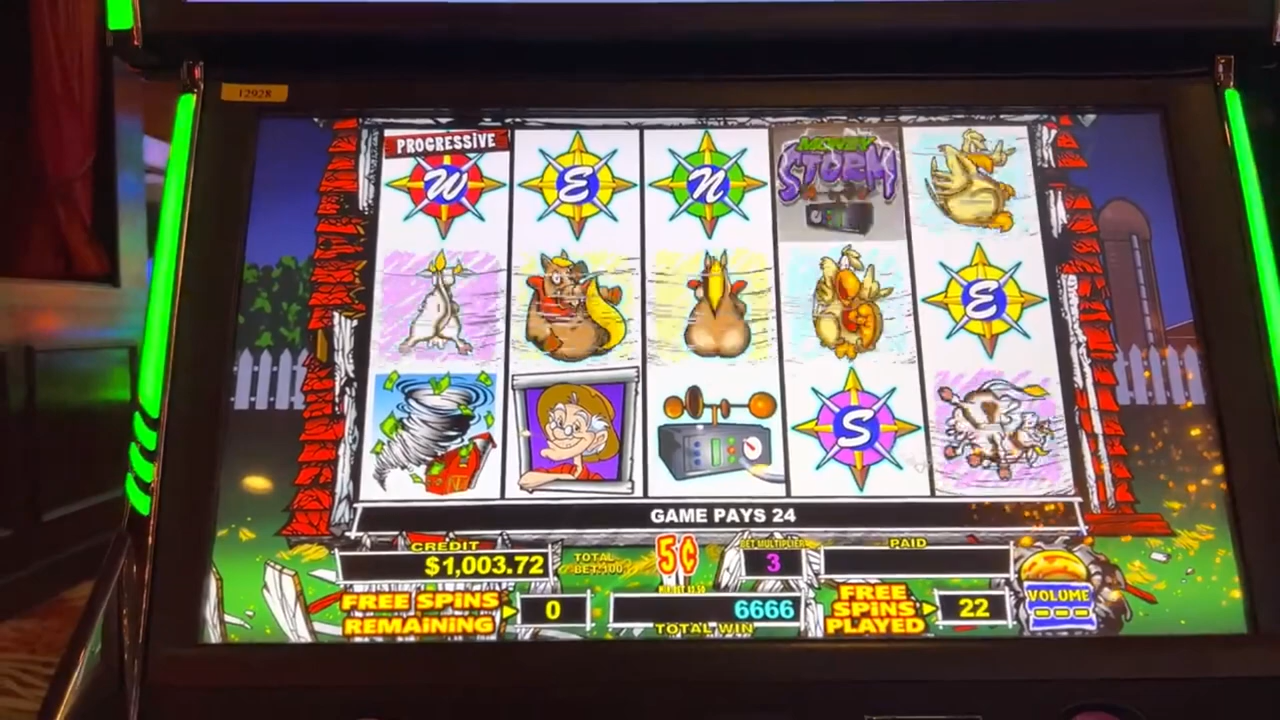 12928
PROGRESSIVE
W
E
N
MONEY
STORM
E
S
GAME PAYS 24
CREDIT
$1,003.72
TOTAL
BET 100
5¢
BET MULTIPLIER
3
PAID
FREE SPINS
REMAINING
0
6666
TOTAL WIN
FREE
SPINS
PLAYED
22
VOLUME